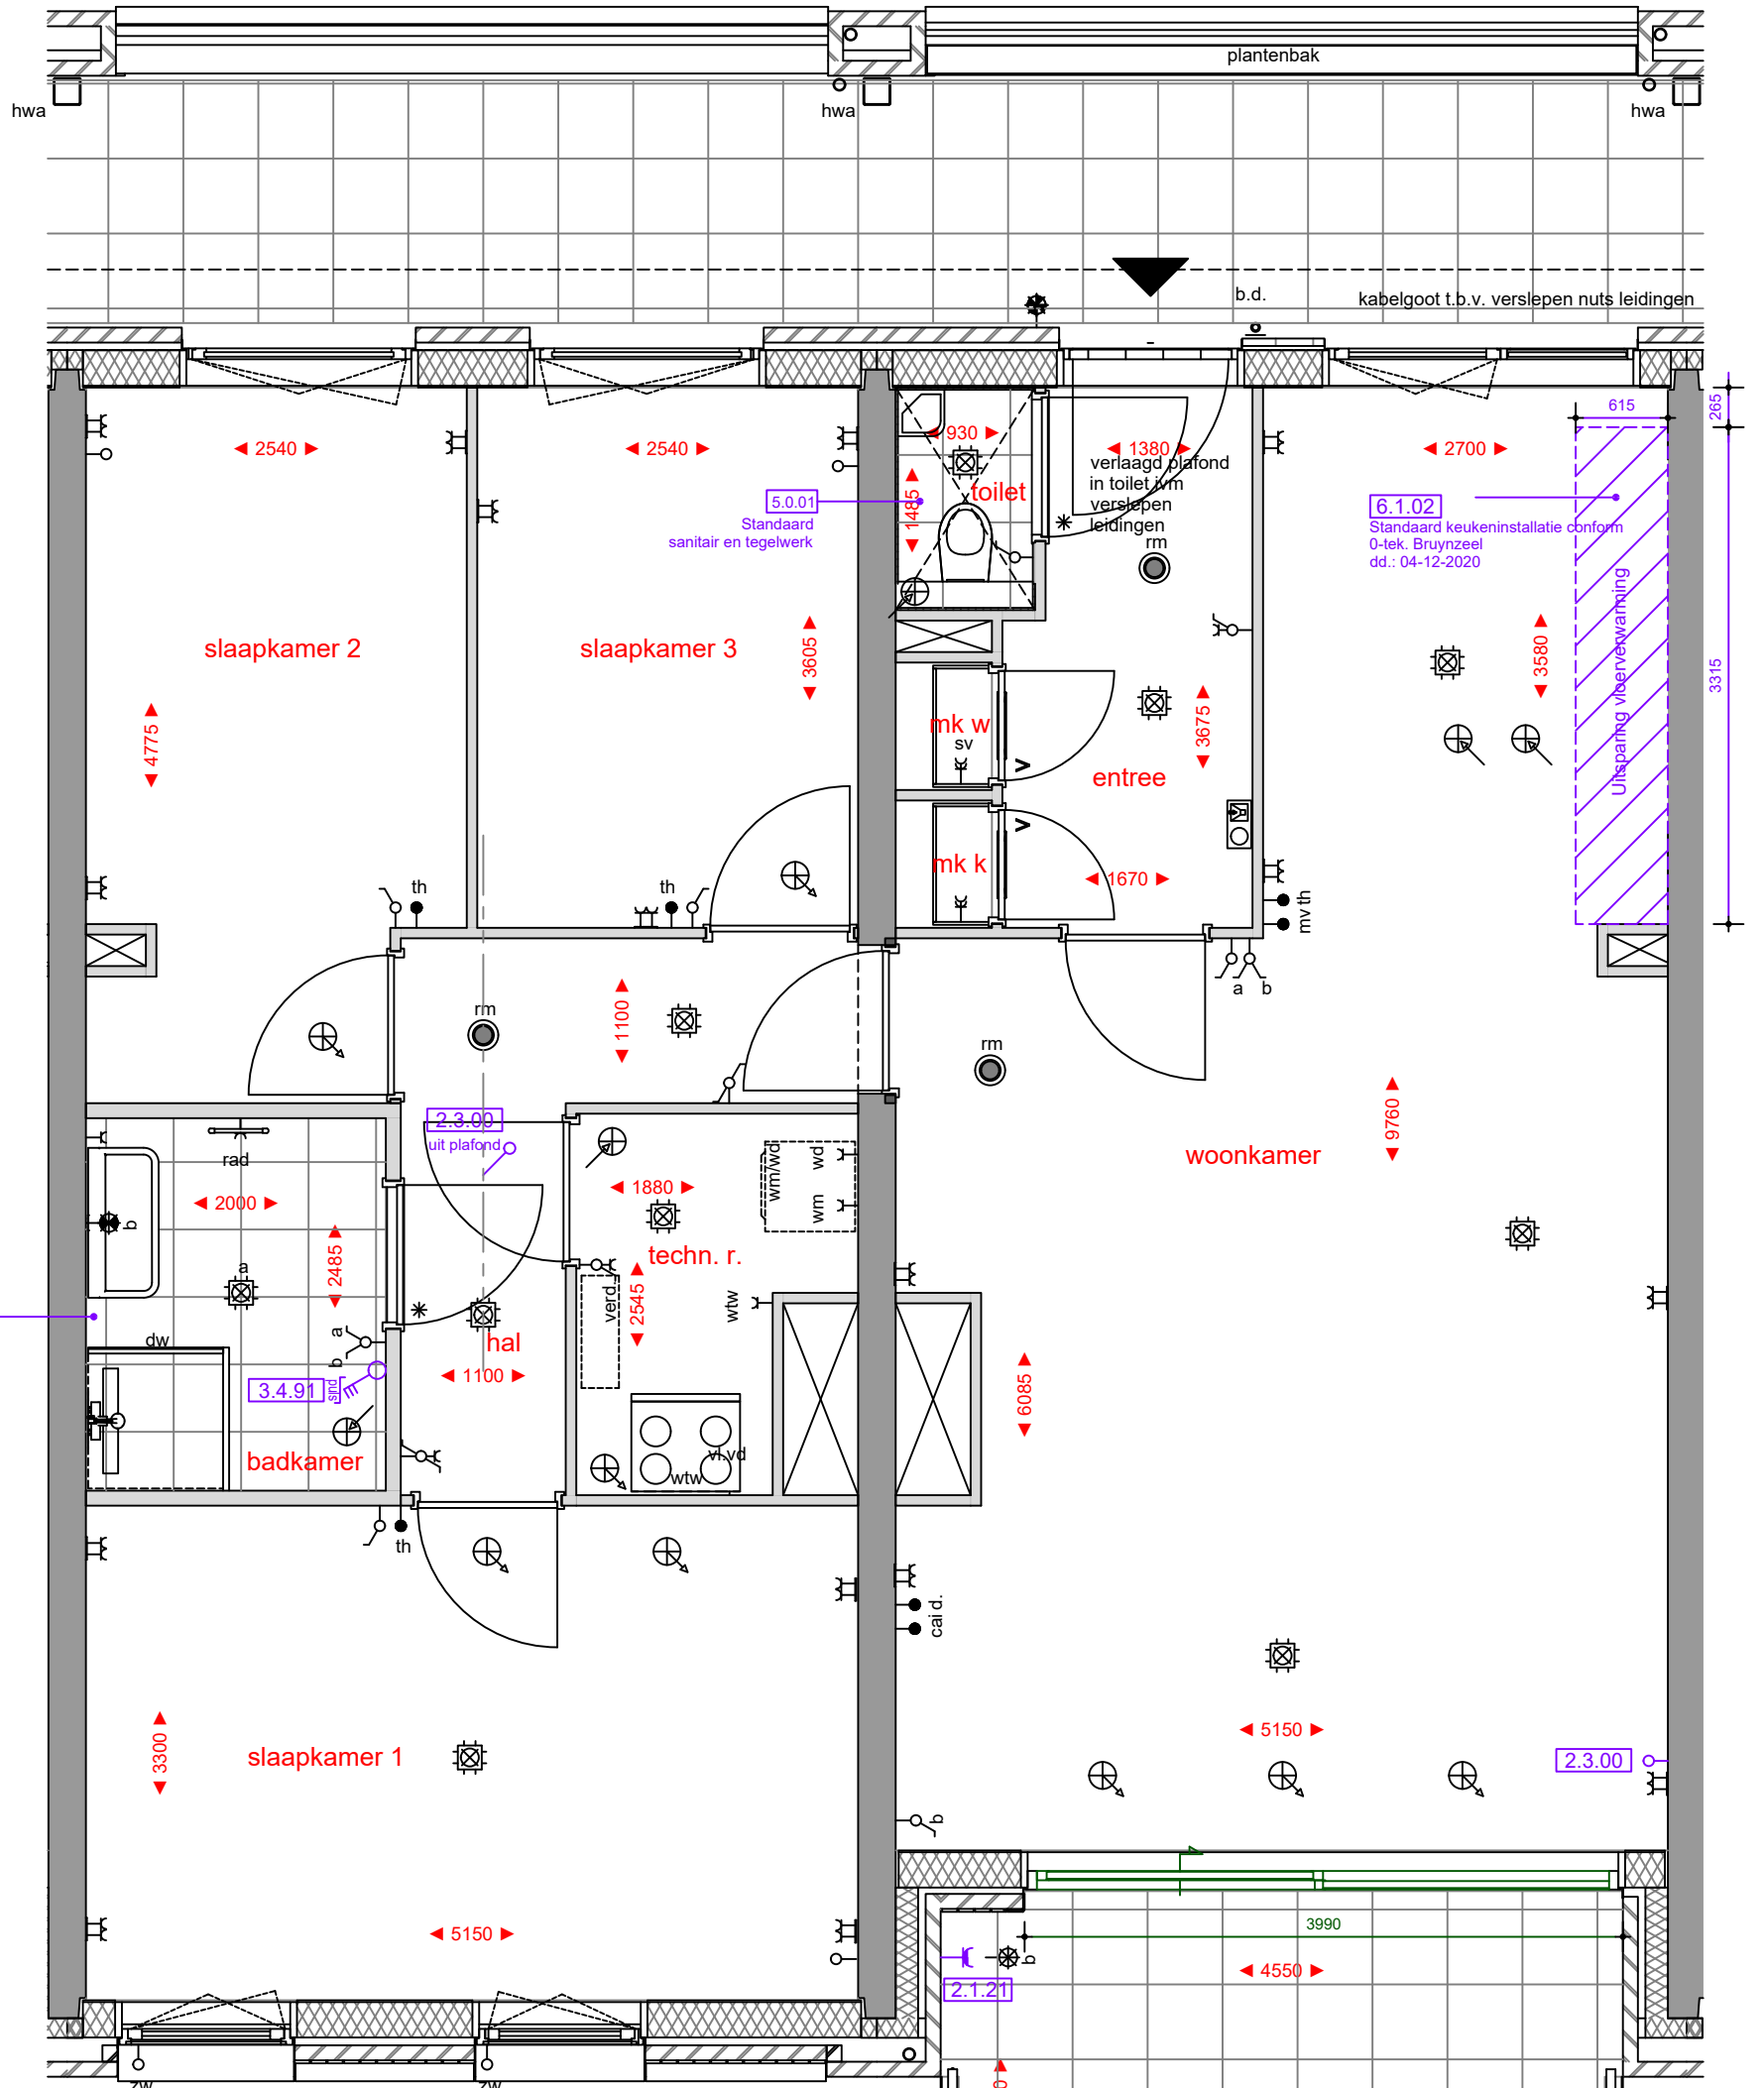 plantenbak
hwa
hwa
hwa
b.d.
kabelgoot t.b.v. verslepen nuts leidingen
615
265
2540
2540
930
1380
2700
verlaagd plafond
in toilet ivm
verslepen
leidingen
toilet
1485
5.0.01
Standaard
sanitair en tegelwerk
6.1.02
Standaard keukeninstallatie conform
0-tek. Bruynzeel
dd.: 04-12-2020
rm
slaapkamer 2
slaapkamer 3
3605
3580
Uitsparing vloerverwarming
3315
4775
mk w
sv
3675
entree
mk k
1670
th
th
mv th
a
b
rm
1100
rm
9760
2.3.00
uit plafond
woonkamer
rad
2000
1880
wm/wd
wd
wm
b
2485
techn. r.
a
verd.
2545
wtw
dw
a
b
hal
1100
3.4.91
sind
6085
badkamer
vl.vd
wtw
th
cai d.
3300
slaapkamer 1
5150
2.3.00
b
5150
3990
b
4550
2.1.21
zw
zw